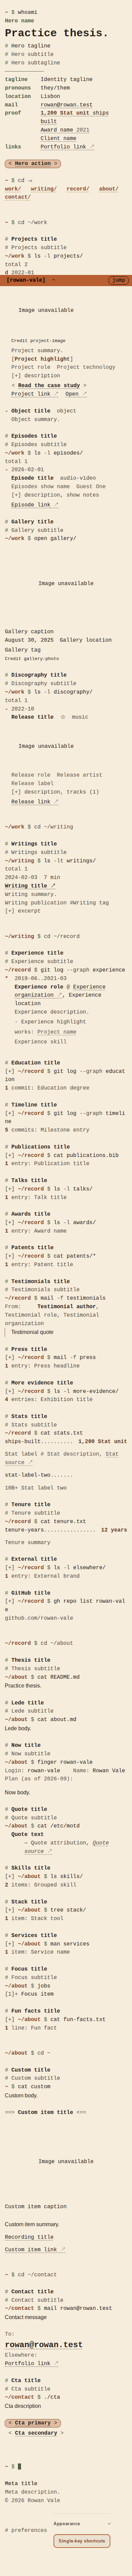 ~ $ whoami
Hero name
Practice thesis.
# Hero tagline
# Hero subtitle
# Hero metadata
tagline Identity tagline
pronouns they/them
location Lisbon
mail rowan@rowan.test
proof 1,200 Stat unit ships
built
Award name 2021
Client name
links Portfolio link ↗
< Hero action >
~ $ cd →
work/ writing/ record/ about/
contact/
~ $ cd ~/work
# Projects title
# Projects subtitle
~/work $ ls -l projects/
total 2
d 2022-01
[rowan-vale] ~ jump
Image unavailable
Credit project-image
Project summary.
[Project highlight]
Project role Project technology
[+] description
< Read the case study >
Project link ↗ Open ↗
- Object title object
Object summary.
# Episodes title
# Episodes subtitle
~/work $ ls -l episodes/
total 1
- 2026-02-01
Episode title audio-video
Episodes show name Guest One
[+] description, show notes
Episode link ↗
# Gallery title
# Gallery subtitle
~/work $ open gallery/
Image unavailable
Gallery caption
August 30, 2025 Gallery location
Gallery tag
Credit gallery-photo
# Discography title
# Discography subtitle
~/work $ ls -l discography/
total 1
- 2022-10
Release title ☆ music
Image unavailable
Release role Release artist
Release label
[+] description, tracks (1)
Release link ↗
~/work $ cd ~/writing
# Writings title
# Writings subtitle
~/writing $ ls -lt writings/
total 1
2024-02-03 7 min
Writing title ↗
Writing summary.
Writing publication #Writing tag
[+] excerpt
~/writing $ cd ~/record
# Experience title
# Experience subtitle
~/record $ git log --graph experience
* 2019-06..2021-03
Experience role @ Experience
organization ↗, Experience
location
Experience description.
- Experience highlight
works: Project name
Experience skill
# Education title
[+] ~/record $ git log --graph educat
ion
1 commit: Education degree
# Timeline title
[+] ~/record $ git log --graph timeli
ne
5 commits: Milestone entry
# Publications title
[+] ~/record $ cat publications.bib
1 entry: Publication title
# Talks title
[+] ~/record $ ls -l talks/
1 entry: Talk title
# Awards title
[+] ~/record $ ls -l awards/
1 entry: Award name
# Patents title
[+] ~/record $ cat patents/*
1 entry: Patent title
# Testimonials title
# Testimonials subtitle
~/record $ mail -f testimonials
From: Testimonial author,
Testimonial role, Testimonial
organization
Testimonial quote
# Press title
[+] ~/record $ mail -f press
1 entry: Press headline
# More evidence title
[+] ~/record $ ls -l more-evidence/
4 entries: Exhibition title
# Stats title
# Stats subtitle
~/record $ cat stats.txt
ships-built.......... 1,200 Stat unit
Stat label # Stat description, Stat
source ↗
stat-label-two.......
100+ Stat label two
# Tenure title
# Tenure subtitle
~/record $ cat tenure.txt
tenure-years................ 12 years
Tenure summary
# External title
[+] ~/record $ ls -l elsewhere/
1 entry: External brand
# GitHub title
[+] ~/record $ gh repo list rowan-val
e
github.com/rowan-vale
~/record $ cd ~/about
# Thesis title
# Thesis subtitle
~/about $ cat README.md
Practice thesis.
# Lede title
# Lede subtitle
~/about $ cat about.md
Lede body.
# Now title
# Now subtitle
~/about $ finger rowan-vale
Login: rowan-vale Name: Rowan Vale
Plan (as of 2026-09):
Now body.
# Quote title
# Quote subtitle
~/about $ cat /etc/motd
Quote text
— Quote attribution, Quote
source ↗
# Skills title
[+] ~/about $ ls skills/
2 items: Grouped skill
# Stack title
[+] ~/about $ tree stack/
1 item: Stack tool
# Services title
[+] ~/about $ man services
1 item: Service name
# Focus title
# Focus subtitle
~/about $ jobs
[1]+ Focus item
# Fun facts title
[+] ~/about $ cat fun-facts.txt
1 line: Fun fact
~/about $ cd ~
# Custom title
# Custom subtitle
~ $ cat custom
Custom body.
=== Custom item title <==
Image unavailable
Custom item caption
Custom item summary.
Recording title
Custom item link ↗
~ $ cd ~/contact
# Contact title
# Contact subtitle
~/contact $ mail rowan@rowan.test
Contact message
To:
rowan@rowan.test
Elsewhere:
Portfolio link ↗
# Cta title
# Cta subtitle
~/contact $ ./cta
Cta description
< Cta primary >
< Cta secondary >
~ $
Meta title
Meta description.
© 2026 Rowan Vale
# preferences
Appearance
Single-key shortcuts